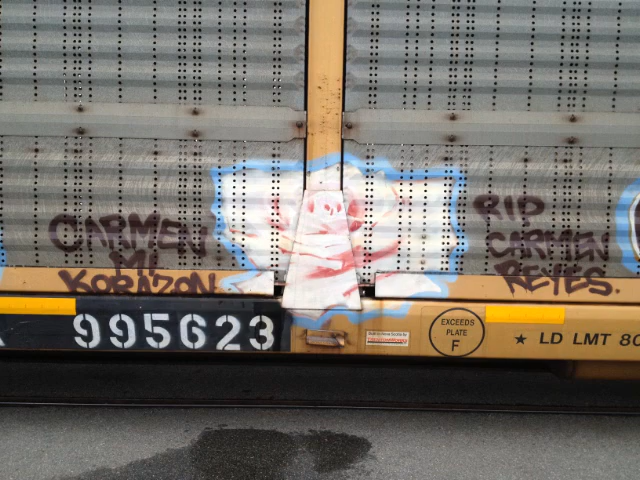 CARMEN
MI
KORAZON
RIP
CARMEN
REYES.
995623
EXCEEDS
PLATE
F
★ LD LMT 80